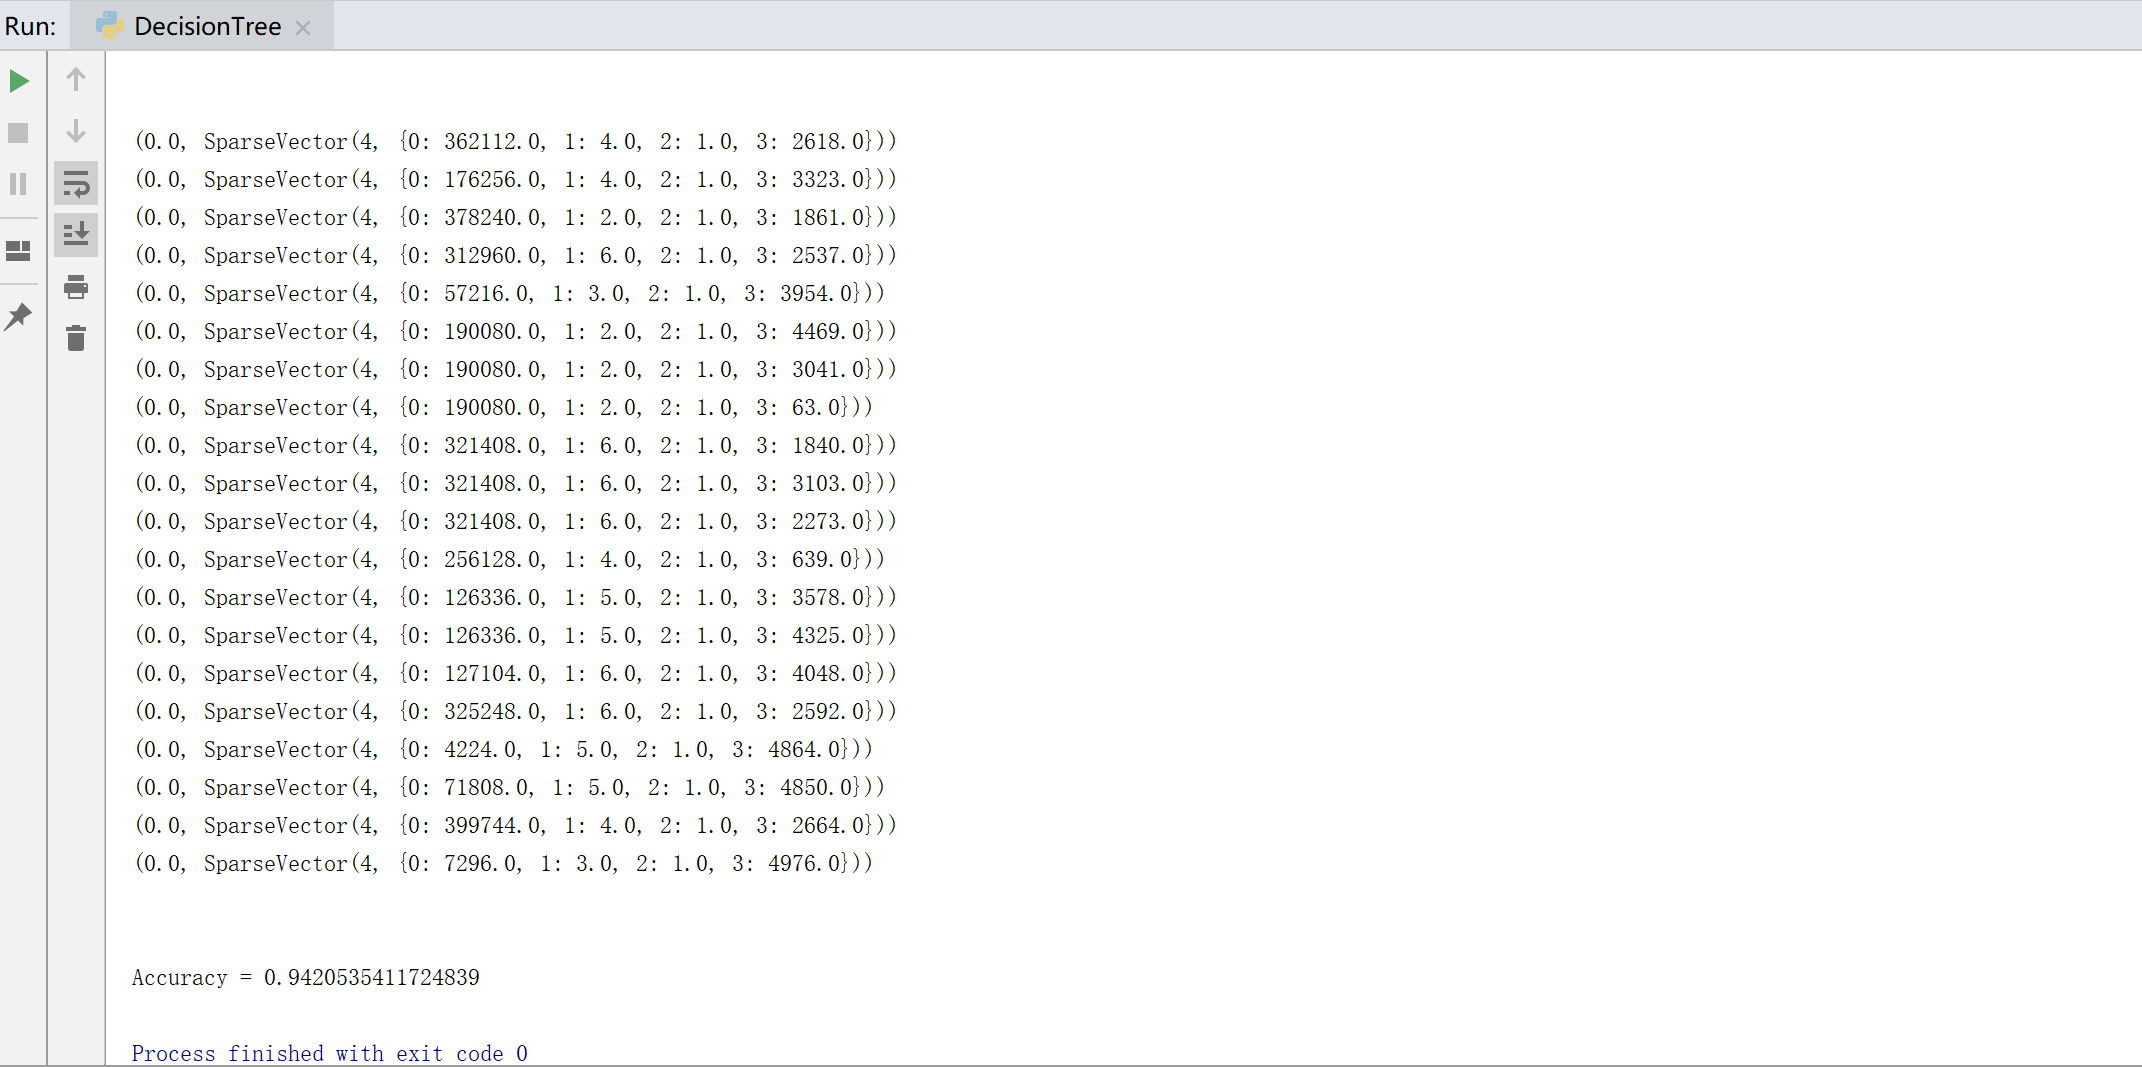 Run: DecisionTree
(0.0, SparseVector(4, {0: 362112.0, 1: 4.0, 2: 1.0, 3: 2618.0}))
(0.0, SparseVector(4, {0: 176256.0, 1: 4.0, 2: 1.0, 3: 3323.0}))
(0.0, SparseVector(4, {0: 378240.0, 1: 2.0, 2: 1.0, 3: 1861.0}))
(0.0, SparseVector(4, {0: 312960.0, 1: 6.0, 2: 1.0, 3: 2537.0}))
(0.0, SparseVector(4, {0: 57216.0, 1: 3.0, 2: 1.0, 3: 3954.0}))
(0.0, SparseVector(4, {0: 190080.0, 1: 2.0, 2: 1.0, 3: 4469.0}))
(0.0, SparseVector(4, {0: 190080.0, 1: 2.0, 2: 1.0, 3: 3041.0}))
(0.0, SparseVector(4, {0: 190080.0, 1: 2.0, 2: 1.0, 3: 63.0}))
(0.0, SparseVector(4, {0: 321408.0, 1: 6.0, 2: 1.0, 3: 1840.0}))
(0.0, SparseVector(4, {0: 321408.0, 1: 6.0, 2: 1.0, 3: 3103.0}))
(0.0, SparseVector(4, {0: 321408.0, 1: 6.0, 2: 1.0, 3: 2273.0}))
(0.0, SparseVector(4, {0: 256128.0, 1: 4.0, 2: 1.0, 3: 639.0}))
(0.0, SparseVector(4, {0: 126336.0, 1: 5.0, 2: 1.0, 3: 3578.0}))
(0.0, SparseVector(4, {0: 126336.0, 1: 5.0, 2: 1.0, 3: 4325.0}))
(0.0, SparseVector(4, {0: 127104.0, 1: 6.0, 2: 1.0, 3: 4048.0}))
(0.0, SparseVector(4, {0: 325248.0, 1: 6.0, 2: 1.0, 3: 2592.0}))
(0.0, SparseVector(4, {0: 4224.0, 1: 5.0, 2: 1.0, 3: 4864.0}))
(0.0, SparseVector(4, {0: 71808.0, 1: 5.0, 2: 1.0, 3: 4850.0}))
(0.0, SparseVector(4, {0: 399744.0, 1: 4.0, 2: 1.0, 3: 2664.0}))
(0.0, SparseVector(4, {0: 7296.0, 1: 3.0, 2: 1.0, 3: 4976.0}))
Accuracy = 0.9420535411724839
Process finished with exit code 0